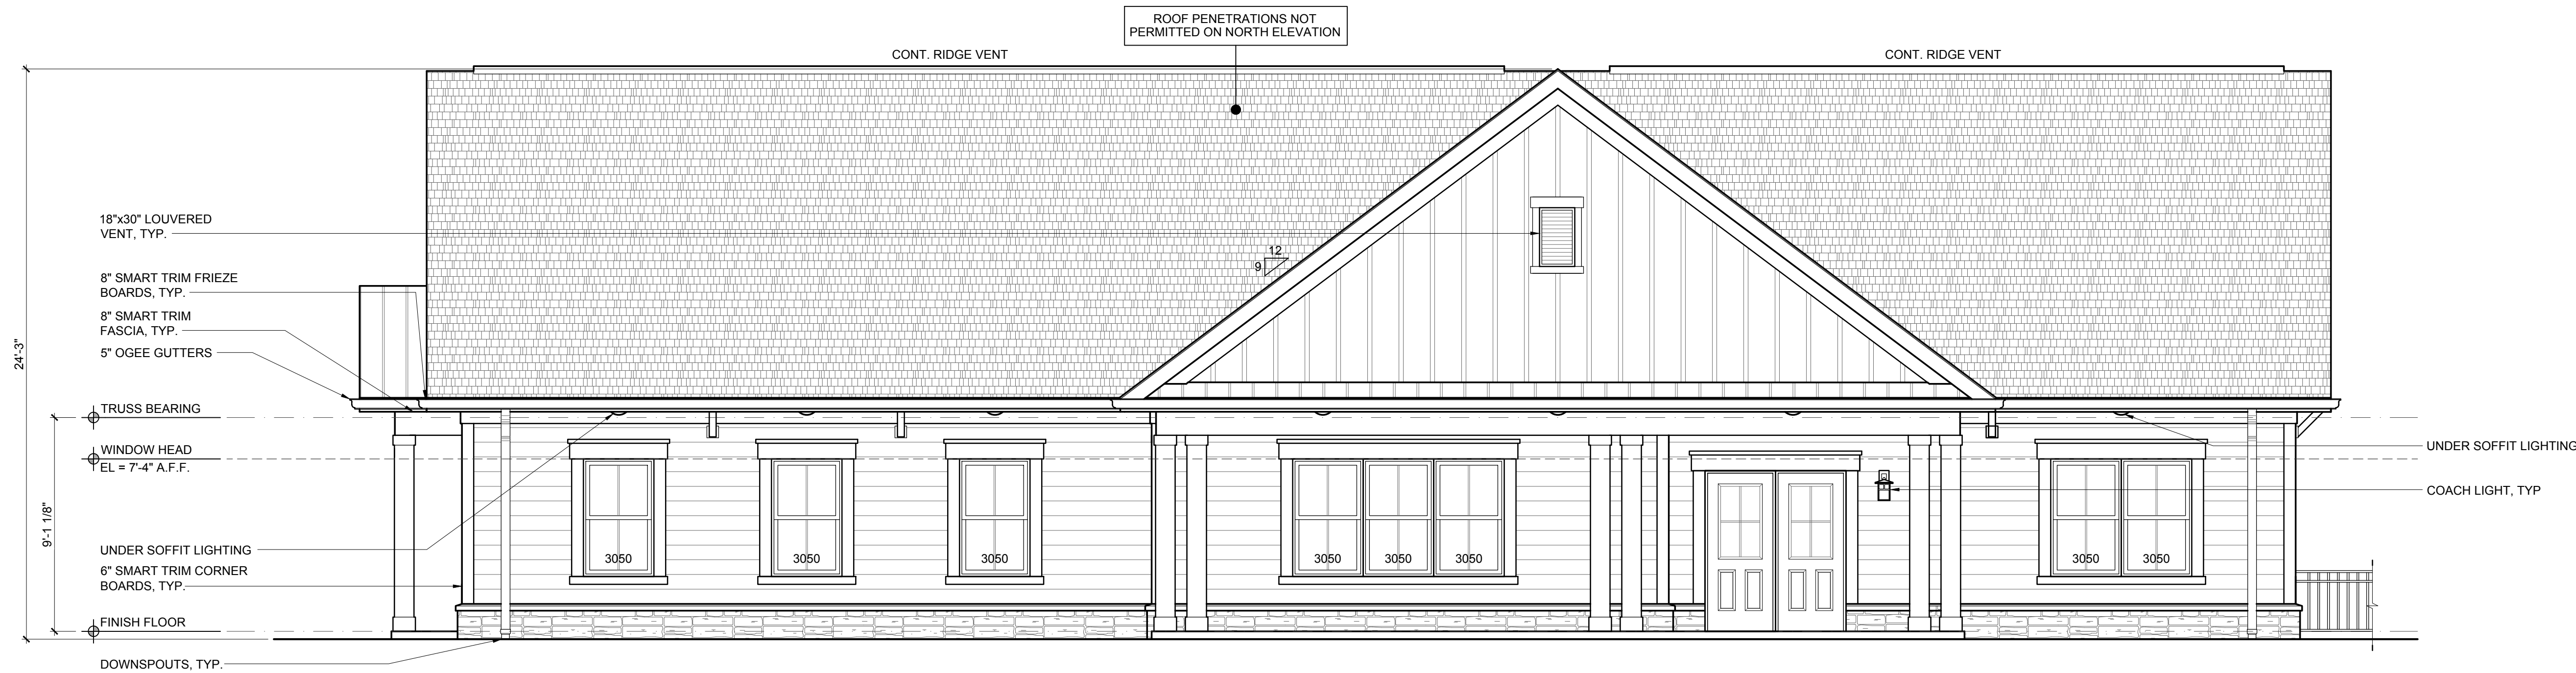 ROOF PENETRATIONS NOT
PERMITTED ON NORTH ELEVATION
CONT. RIDGE VENT
CONT. RIDGE VENT
18"x30" LOUVERED
VENT, TYP.
12
9
8" SMART TRIM FRIEZE
BOARDS, TYP.
8" SMART TRIM
FASCIA, TYP.
5" OGEE GUTTERS
24'-3"
TRUSS BEARING
WINDOW HEAD
EL = 7'-4" A.F.F.
9'-1 1/8"
UNDER SOFFIT LIGHTING
COACH LIGHT, TYP
UNDER SOFFIT LIGHTING
6" SMART TRIM CORNER
BOARDS, TYP.
3050
3050
3050
3050
3050
3050
3050
3050
FINISH FLOOR
DOWNSPOUTS, TYP.